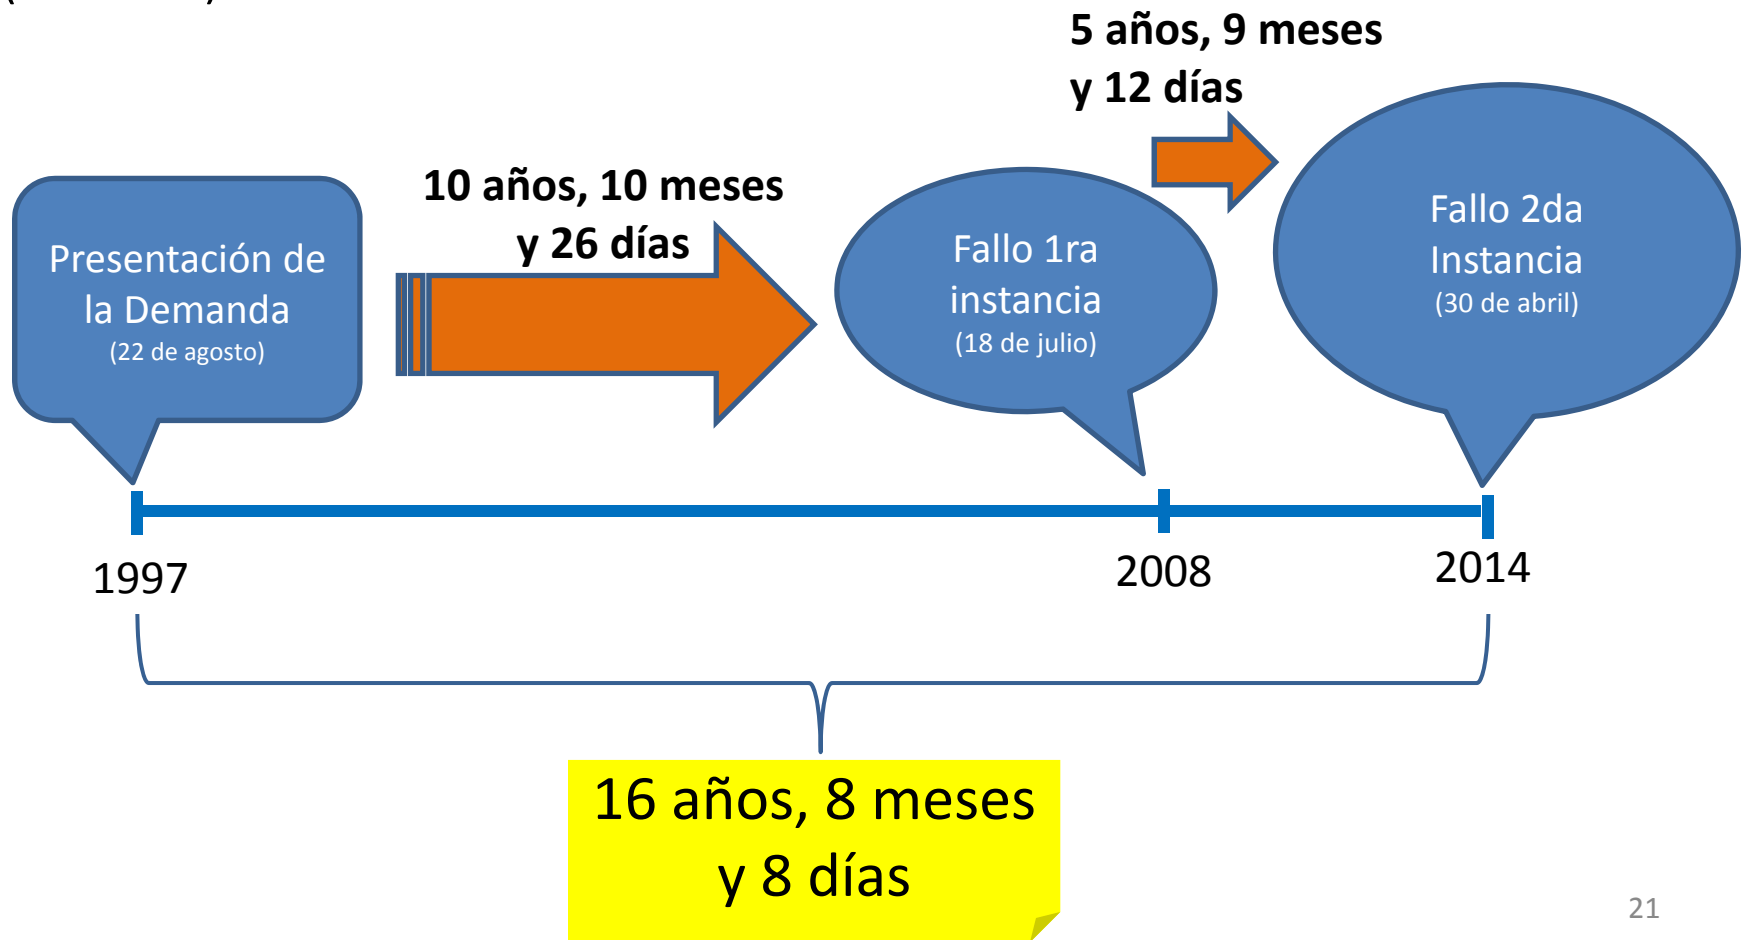 5 años, 9 meses
y 12 días
10 años, 10 meses
y 26 días
Presentación de
la Demanda
(22 de agosto)
Fallo 1ra
instancia
(18 de julio)
Fallo 2da
Instancia
(30 de abril)
1997
2008
2014
16 años, 8 meses
y 8 días
21